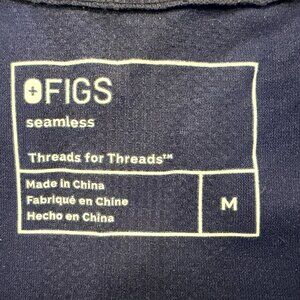 FIGS
seamless
Threads for Threads™
Made in China
Fabriqué en Chine
Hecho en China
M